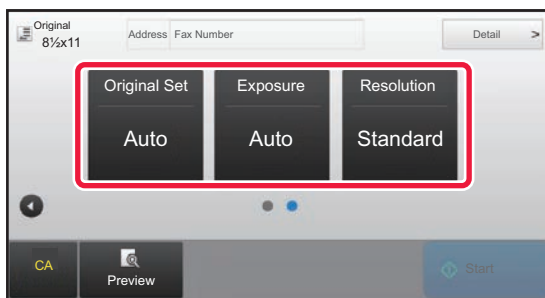 Original
8½x11
Address Fax Number
Detail >
Original Set Exposure Resolution
Auto Auto Standard
CA
Preview
Start